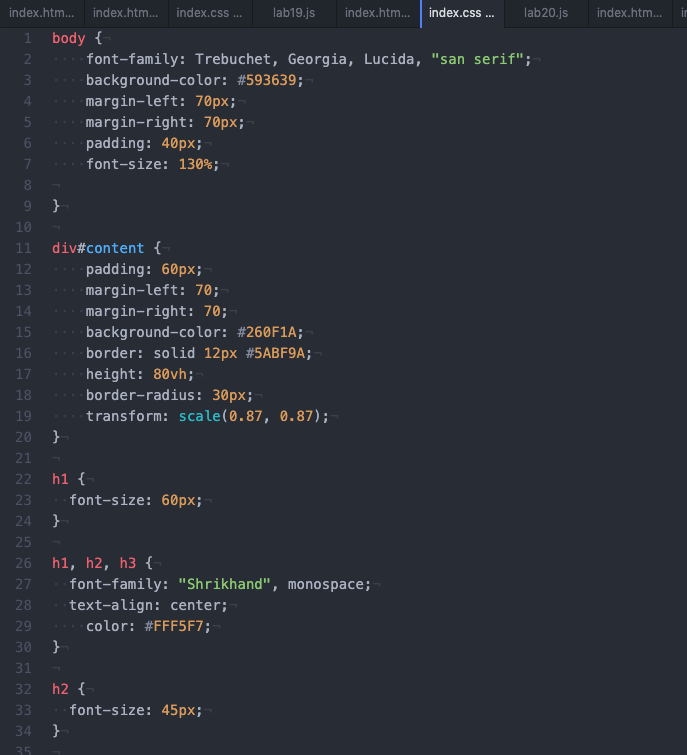 index.htm...
index.htm...
index.css ...
lab19.js
index.htm...
index.css ...
lab20.js
index.htm...
1 body {
2 font-family: Trebuchet, Georgia, Lucida, "san serif";
3 background-color: #593639;
4 margin-left: 70px;
5 margin-right: 70px;
6 padding: 40px;
7 font-size: 130%;
8
9 }
10
11 div#content {
12 padding: 60px;
13 margin-left: 70;
14 margin-right: 70;
15 background-color: #260F1A;
16 border: solid 12px #5ABF9A;
17 height: 80vh;
18 border-radius: 30px;
19 transform: scale(0.87, 0.87);
20 }
21
22 h1 {
23 font-size: 60px;
24 }
25
26 h1, h2, h3 {
27 font-family: "Shrikhand", monospace;
28 text-align: center;
29 color: #FFF5F7;
30 }
31
32 h2 {
33 font-size: 45px;
34 }
35